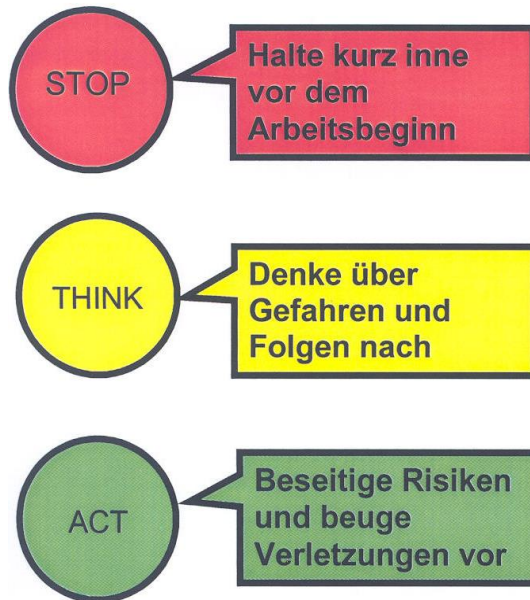 STOP
Halte kurz inne
vor dem
Arbeitsbeginn
THINK
Denke über
Gefahren und
Folgen nach
ACT
Beseitige Risiken
und beuge
Verletzungen vor